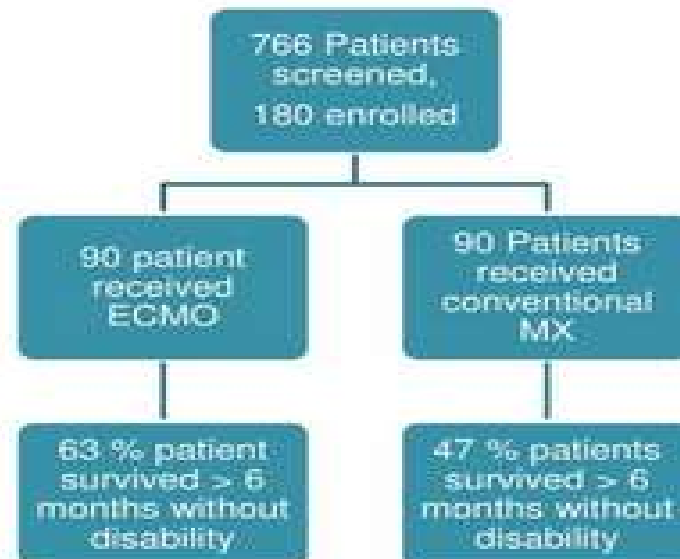 766 Patients
screened,
180 enrolled
90 patient
received
ECMO
90 Patients
received
conventional
MX
63 % patient
survived > 6
months without
disability
47 % patients
survived > 6
months without
disability